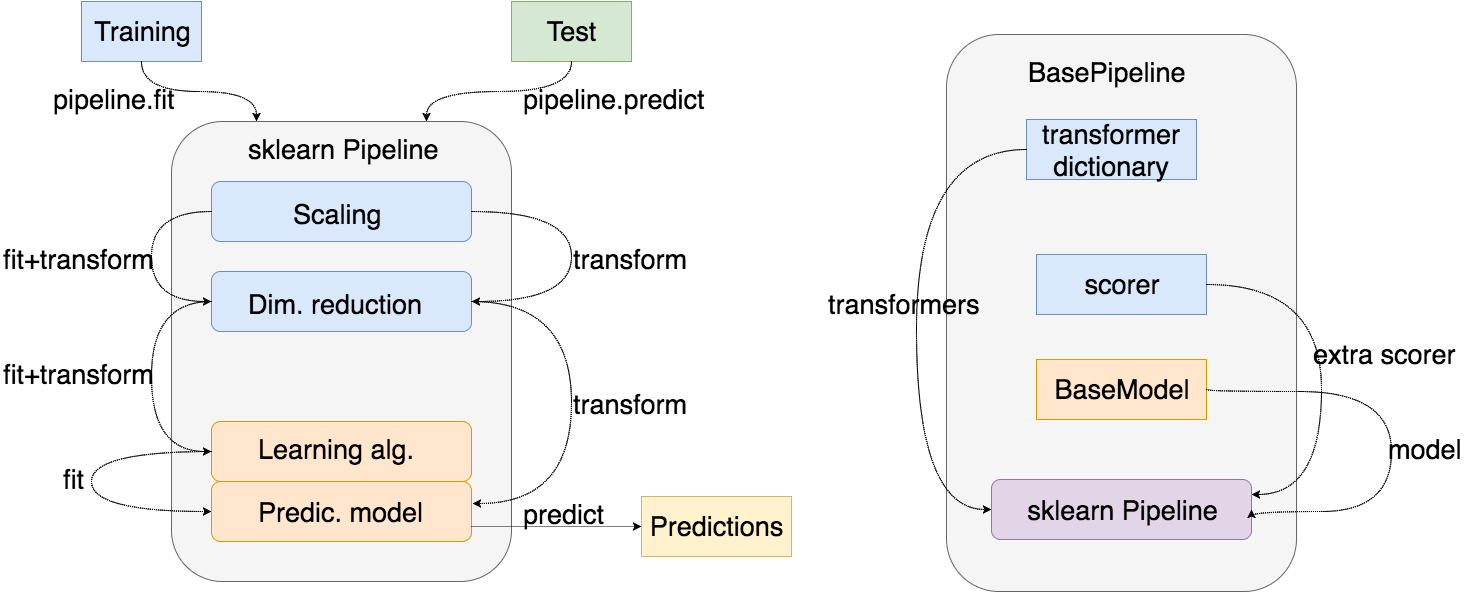 Training
Test
pipeline.fit
pipeline.predict
sklearn Pipeline
Scaling
fit+transform
transform
Dim. reduction
fit+transform
transform
Learning alg.
fit
Predic. model
predict
Predictions
BasePipeline
transformer
dictionary
scorer
transformers
extra scorer
BaseModel
model
sklearn Pipeline